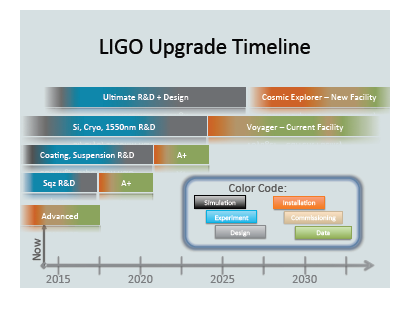 LIGO Upgrade Timeline
Ultimate R&D + Design
Cosmic Explorer – New Facility
Si, Cryo, 1550nm R&D
Voyager – Current Facility
Coating, Suspension R&D
A+
Sqz R&D
A+
Color Code:
Simulation
Installation
Experiment
Commissioning
Design
Data
Advanced
Now
2015
2020
2025
2030